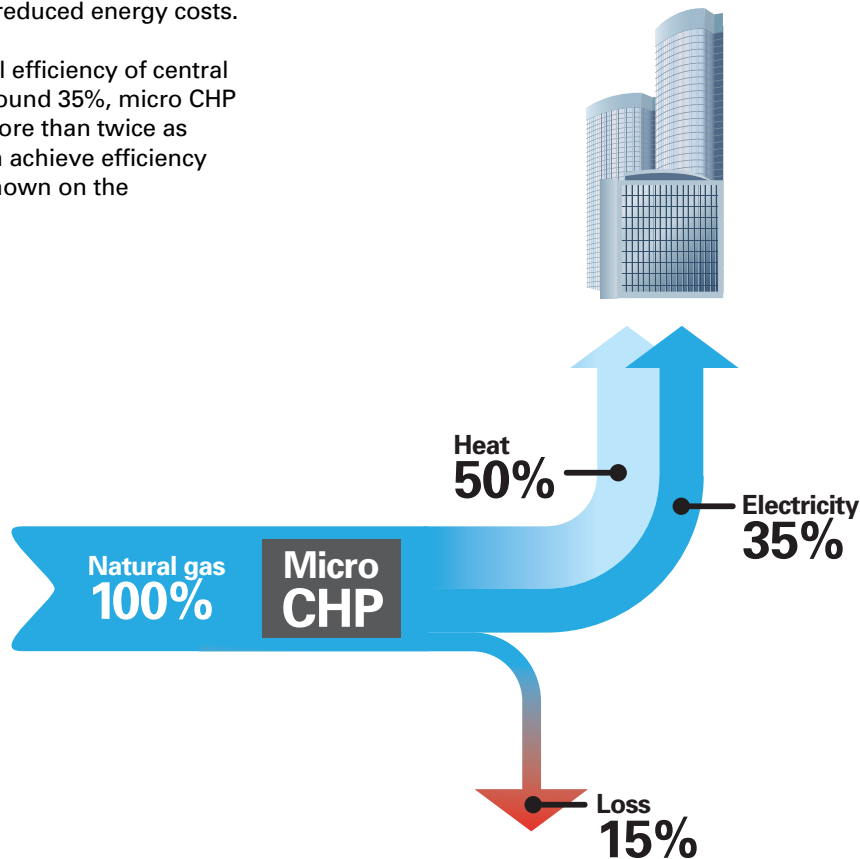 reduced energy costs.
l efficiency of central
ound 35%, micro CHP
ore than twice as
achieve efficiency
own on the
Heat
50%
Electricity
35%
Natural gas
100%
Micro
CHP
Loss
15%